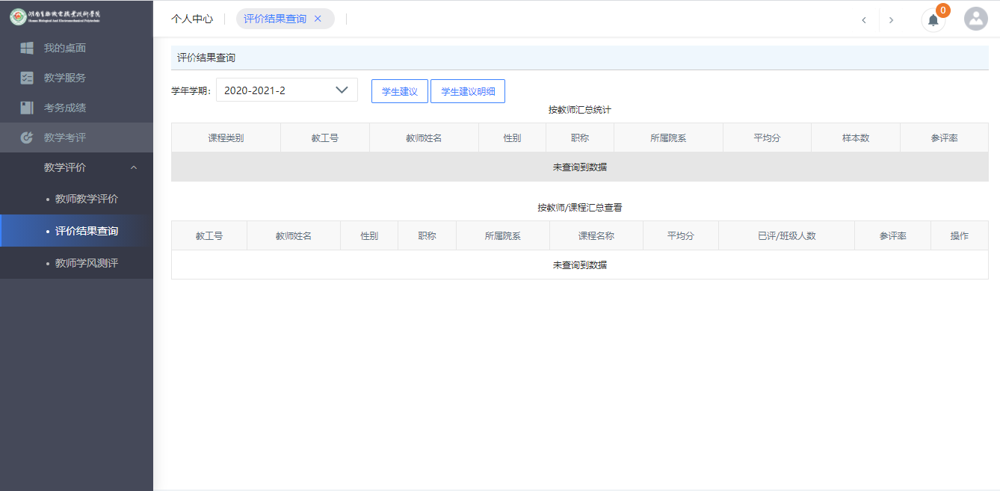 湖南生物机电职业技术学院
Hunan Biological And Electromechanical Polytechnic
个人中心
评价结果查询
0
我的桌面
教学服务
考务成绩
教学考评
教学评价
教师教学评价
评价结果查询
教师学风测评
评价结果查询
学年学期: 2020-2021-2 学生建议 学生建议明细
按教师汇总统计
课程类别 教工号 教师姓名 性别 职称 所属院系 平均分 样本数 参评率
未查询到数据
按教师/课程汇总查看
教工号 教师姓名 性别 职称 所属院系 课程名称 平均分 已评/班级人数 参评率 操作
未查询到数据